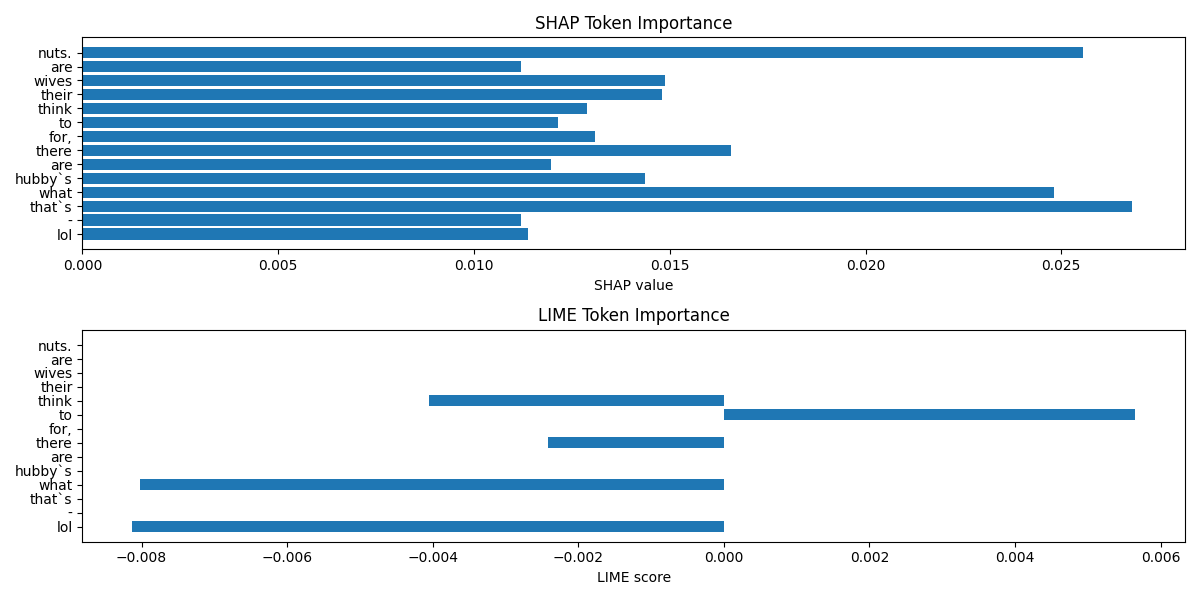 SHAP Token Importance
nuts.
are
wives
their
think
to
for,
there
are
hubby`s
what
that`s
-
lol
0.000 0.005 0.010 0.015 0.020 0.025
SHAP value
LIME Token Importance
nuts.
are
wives
their
think
to
for,
there
are
hubby`s
what
that`s
-
lol
−0.008 −0.006 −0.004 −0.002 0.000 0.002 0.004 0.006
LIME score